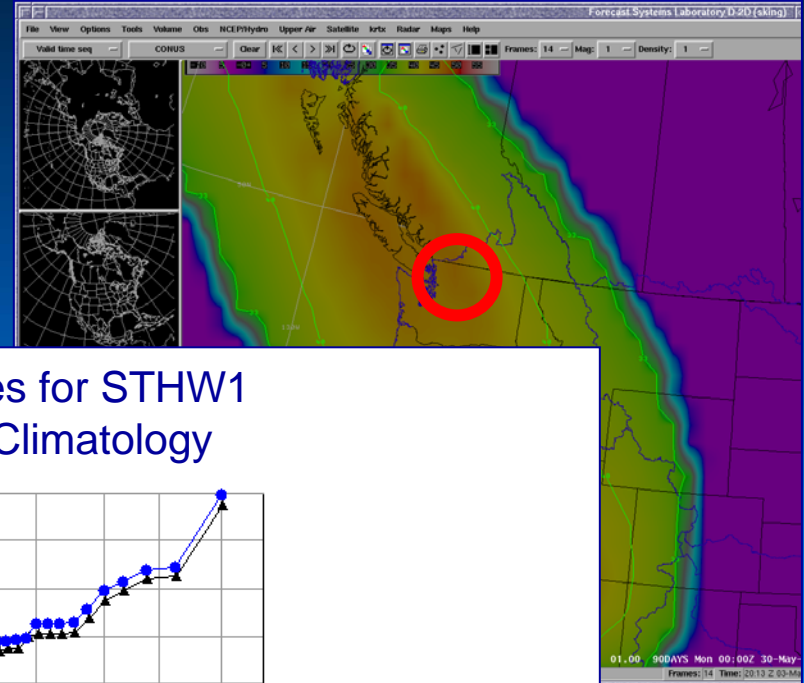 Forecast Systems Laboratory D-2D (sking)
File View Options Tools Volume Obs NCEP/Hydro Upper Air Satellite krtx Radar Maps Help
Valid time seq CONUS Clear Frames: 14 Mag: 1 Density: 1
es for STHW1
Climatology
01.00 90DAYS Mon 00:00Z 30-May-
Frames: 14 Time: 20:13 Z 03-Ma